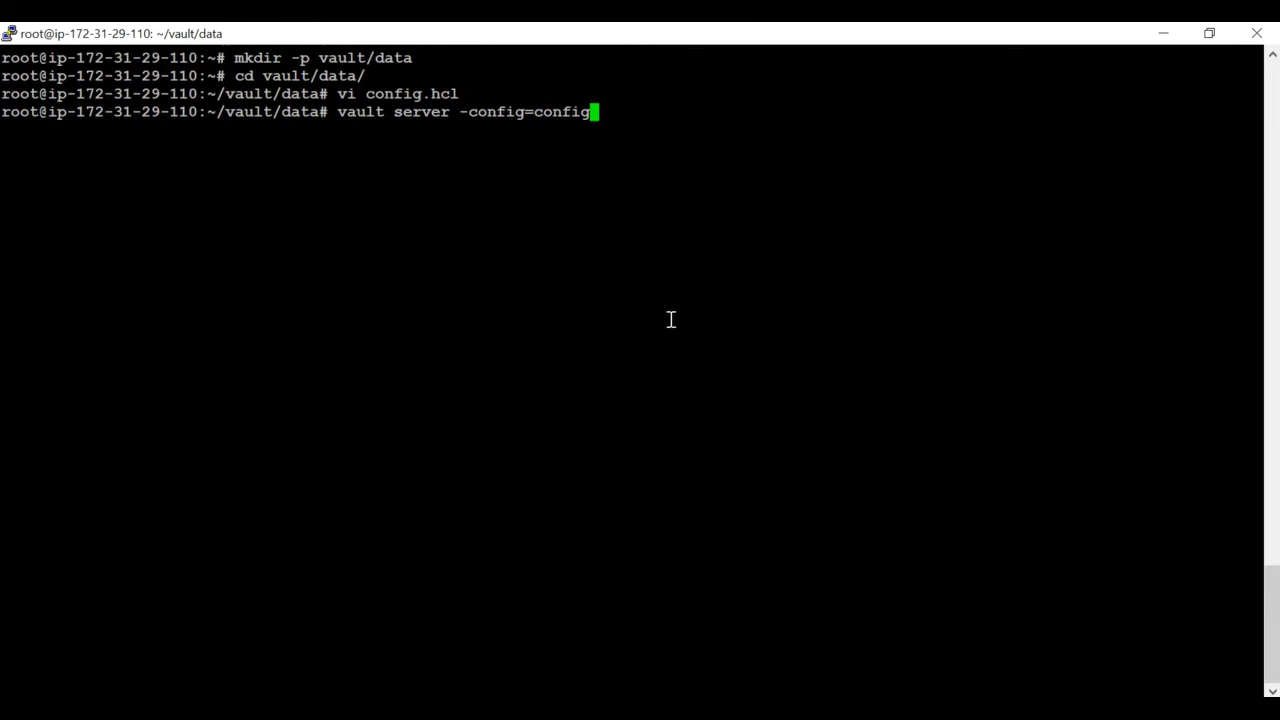 root@ip-172-31-29-110: ~/vault/data
root@ip-172-31-29-110:~# mkdir -p vault/data
root@ip-172-31-29-110:~# cd vault/data/
root@ip-172-31-29-110:~/vault/data# vi config.hcl
root@ip-172-31-29-110:~/vault/data# vault server -config=config